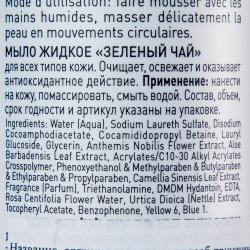 Mode d'utilisation: faire mousser avec les
mains humides, masser délicatement la
peau en mouvements circulaires.
МЫЛО ЖИДКОЕ «ЗЕЛЕНЫЙ ЧАЙ»
для всех типов кожи. Очищает, освежает и оказывает
антиоксидантное действие. Применение: нанести
на кожу, помассировать, смыть водой. Состав, объем,
срок годности и артикул указаны на упаковке.
Ingredients: Water (Aqua), Sodium Laureth Sulfate, Disodium
Cocoamphodiacetate, Cocamidopropyl Betaine, Lauryl
Glucoside, Glycerin, Anthemis Nobilis Flower Extract, Aloe
Barbadensis Leaf Extract, Acrylates/C10-30 Alkyl Acrylates
Crosspolymer, Phenoxyethanol & Methylparaben & Butylparaben
& Ethylparaben & Propylparaben, Camellia Sinensis Leaf Extract,
Fragrance (Parfum), Triethanolamine, DMDM Hydantoin, EDTA,
Rosa Centifolia Flower Water, Urtica Dioica (Nettle) Extract,
Tocopheryl Acetate, Benzophenone, Yellow 6, Blue 1.